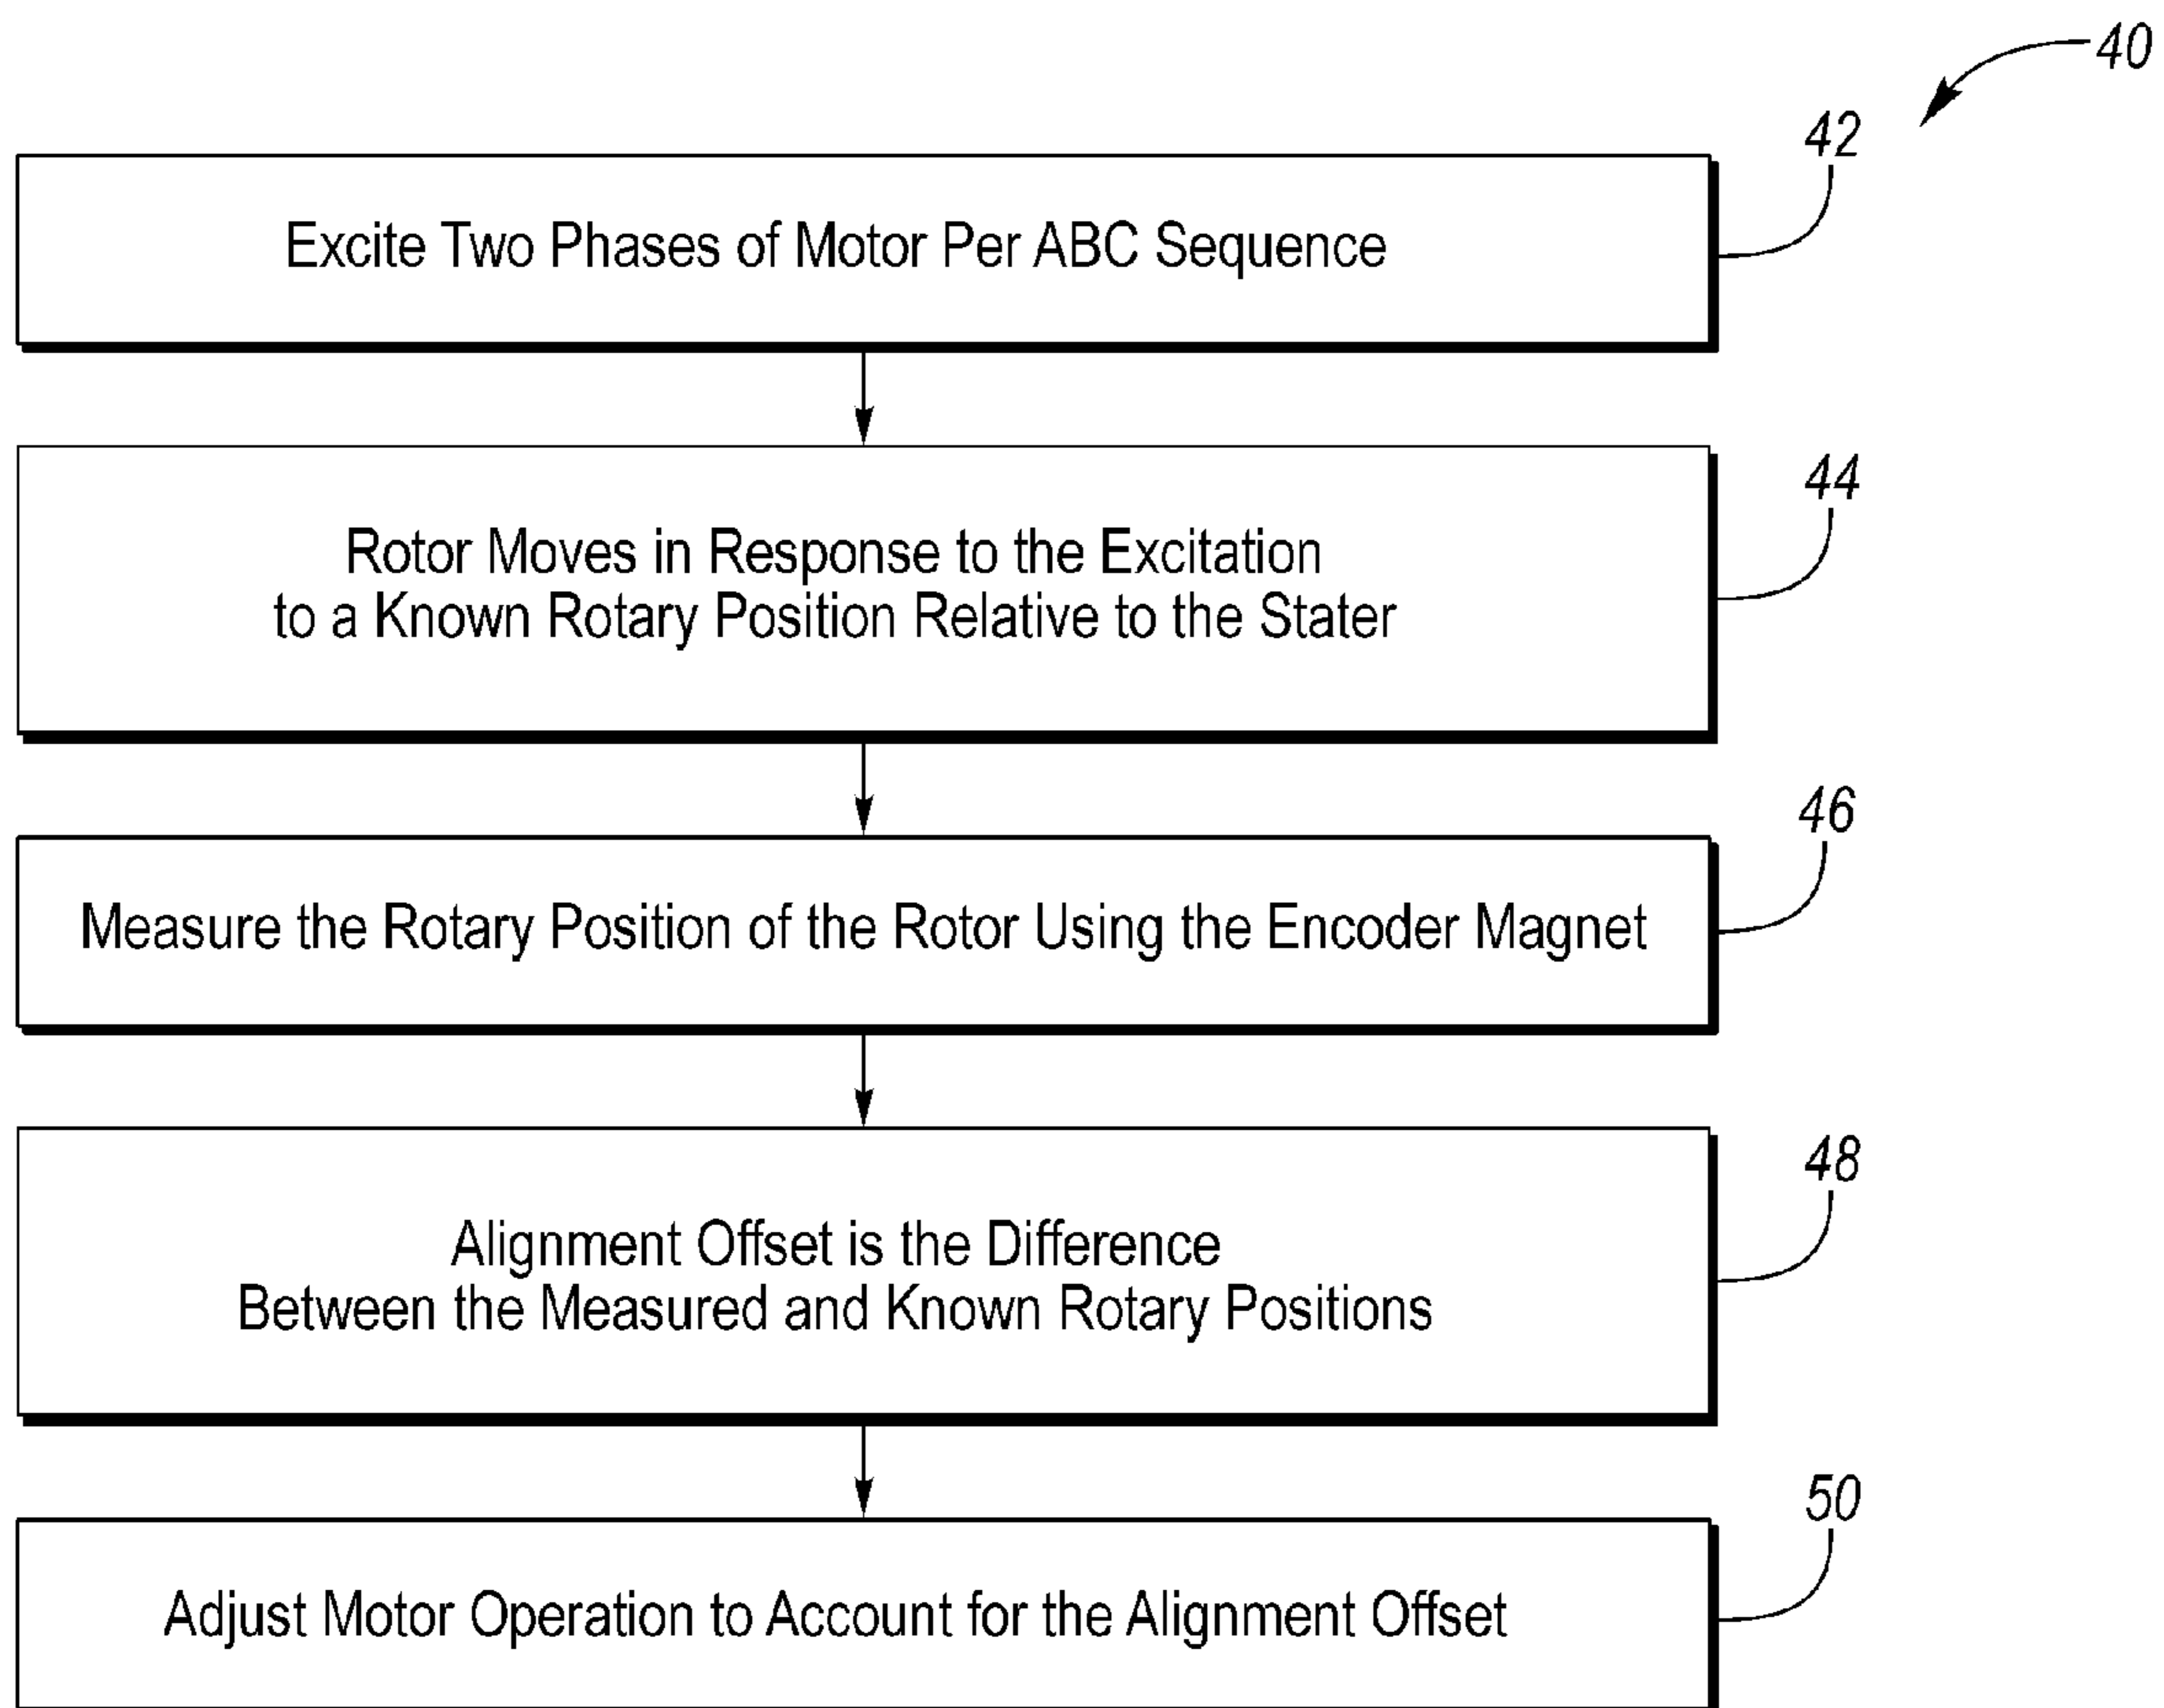 40
42
Excite Two Phases of Motor Per ABC Sequence
44
Rotor Moves in Response to the Excitation
to a Known Rotary Position Relative to the Stater
46
Measure the Rotary Position of the Rotor Using the Encoder Magnet
48
Alignment Offset is the Difference
Between the Measured and Known Rotary Positions
50
Adjust Motor Operation to Account for the Alignment Offset